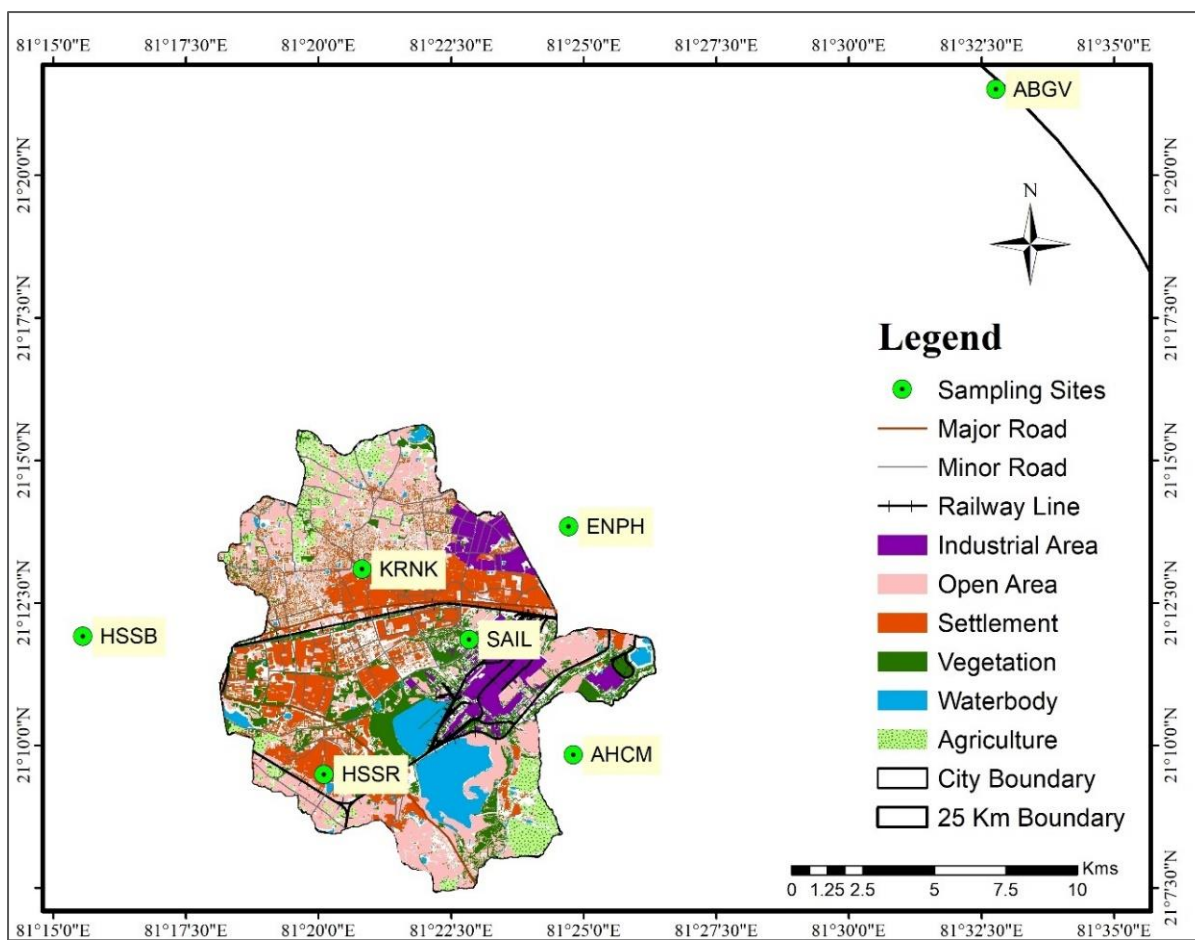 81°15'0"E 81°17'30"E 81°20'0"E 81°22'30"E 81°25'0"E 81°27'30"E 81°30'0"E 81°32'30"E 81°35'0"E
ABGV
21°20'0"N 21°20'0"N
N
21°17'30"N 21°17'30"N
Legend
Sampling Sites
Major Road
Minor Road
Railway Line
Industrial Area
Open Area
Settlement
Vegetation
Waterbody
Agriculture
City Boundary
25 Km Boundary
21°15'0"N 21°15'0"N
ENPH
KRNK
21°12'30"N 21°12'30"N
HSSB
SAIL
21°10'0"N 21°10'0"N
AHCM
HSSR
Kms
0 1.25 2.5 5 7.5 10
21°7'30"N 21°7'30"N
81°15'0"E 81°17'30"E 81°20'0"E 81°22'30"E 81°25'0"E 81°27'30"E 81°30'0"E 81°32'30"E 81°35'0"E